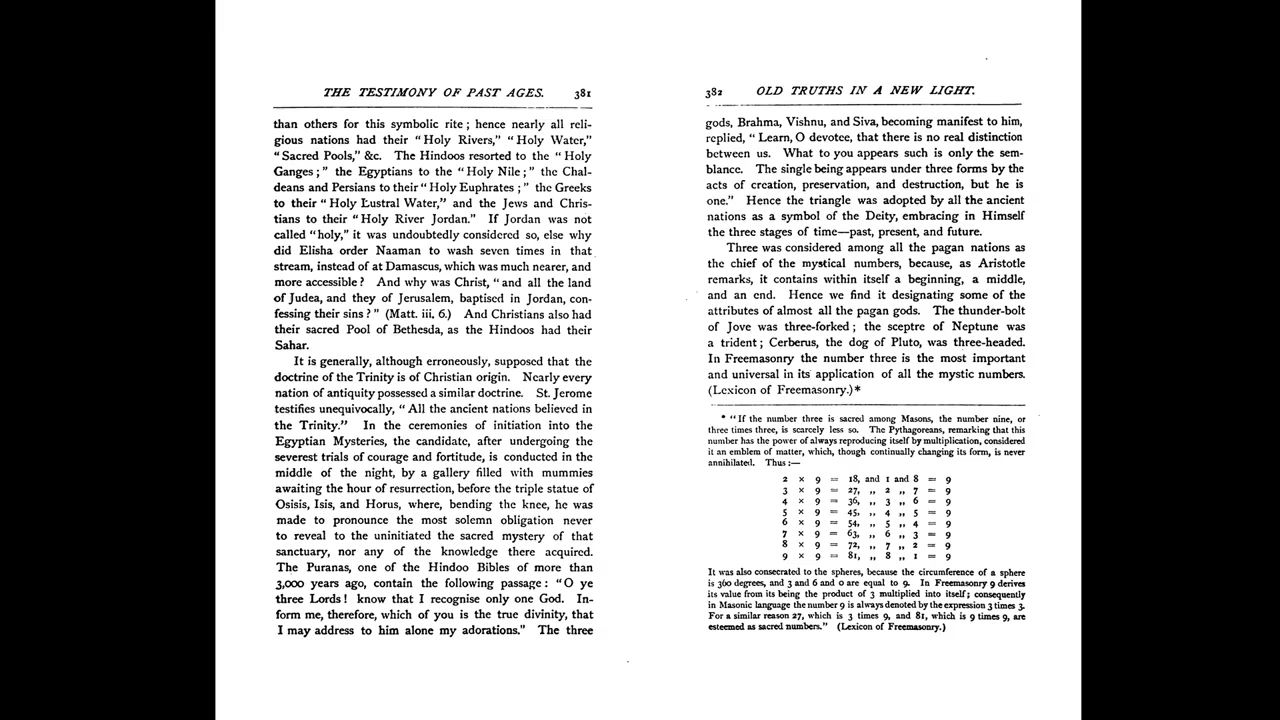 THE TESTIMONY OF PAST AGES. 381
than others for this symbolic rite ; hence nearly all reli-
gious nations had their “Holy Rivers,” “Holy Water,”
“Sacred Pools,” &c. The Hindoos resorted to the “Holy
Ganges ;” the Egyptians to the “Holy Nile ;” the Chal-
deans and Persians to their “Holy Euphrates ;” the Greeks
to their “Holy Lustral Water,” and the Jews and Chris-
tians to their “Holy River Jordan.” If Jordan was not
called “holy,” it was undoubtedly considered so, else why
did Elisha order Naaman to wash seven times in that
stream, instead of at Damascus, which was much nearer, and
more accessible ? And why was Christ, “and all the land
of Judea, and they of Jerusalem, baptised in Jordan, con-
fessing their sins ?” (Matt. iii, 6.) And Christians also had
their sacred Pool of Bethesda, as the Hindoos had their
Sahar.
It is generally, although erroneously, supposed that the
doctrine of the Trinity is of Christian origin. Nearly every
nation of antiquity possessed a similar doctrine. St. Jerome
testifies unequivocally, “All the ancient nations believed in
the Trinity.” In the ceremonies of initiation into the
Egyptian Mysteries, the candidate, after undergoing the
severest trials of courage and fortitude, is conducted in the
middle of the night, by a gallery filled with mummies
awaiting the hour of resurrection, before the triple statue of
Osisis, Isis, and Horus, where, bending the knee, he was
made to pronounce the most solemn obligation never
to reveal to the uninitiated the sacred mystery of that
sanctuary, nor any of the knowledge there acquired.
The Puranas, one of the Hindoo Bibles of more than
3,000 years ago, contain the following passage : “O ye
three Lords ! know that I recognise only one God. In-
form me, therefore, which of you is the true divinity, that
I may address to him alone my adorations.” The three
382 OLD TRUTHS IN A NEW LIGHT.
gods, Brahma, Vishnu, and Siva, becoming manifest to him,
replied, “Learn, O devotee, that there is no real distinction
between us. What to you appears such is only the sem-
blance. The single being appears under three forms by the
acts of creation, preservation, and destruction, but he is
one.” Hence the triangle was adopted by all the ancient
nations as a symbol of the Deity, embracing in Himself
the three stages of time—past, present, and future.
Three was considered among all the pagan nations as
the chief of the mystical numbers, because, as Aristotle
remarks, it contains within itself a beginning, a middle,
and an end. Hence we find it designating some of the
attributes of almost all the pagan gods. The thunder-bolt
of Jove was three-forked ; the sceptre of Neptune was
a trident ; Cerberus, the dog of Pluto, was three-headed.
In Freemasonry the number three is the most important
and universal in its application of all the mystic numbers.
(Lexicon of Freemasonry.)*
* “If the number three is sacred among Masons, the number nine, or
three times three, is scarcely less so. The Pythagoreans, remarking that this
number has the power of always reproducing itself by multiplication, considered
it an emblem of matter, which, though continually changing its form, is never
annihilated. Thus :—
2 × 9 = 18, and 1 and 8 = 9
3 × 9 = 27, „ 2 „ 7 = 9
4 × 9 = 36, „ 3 „ 6 = 9
5 × 9 = 45, „ 4 „ 5 = 9
6 × 9 = 54, „ 5 „ 4 = 9
7 × 9 = 63, „ 6 „ 3 = 9
8 × 9 = 72, „ 7 „ 2 = 9
9 × 9 = 81, „ 8 „ 1 = 9
It was also consecrated to the spheres, because the circumference of a sphere
is 360 degrees, and 3 and 6 and 0 are equal to 9. In Freemasonry 9 derives
its value from its being the product of 3 multiplied into itself ; consequently
in Masonic language the number 9 is always denoted by the expression 3 times 3.
For a similar reason 27, which is 3 times 9, and 81, which is 9 times 9, are
esteemed as sacred numbers.” (Lexicon of Freemasonry.)